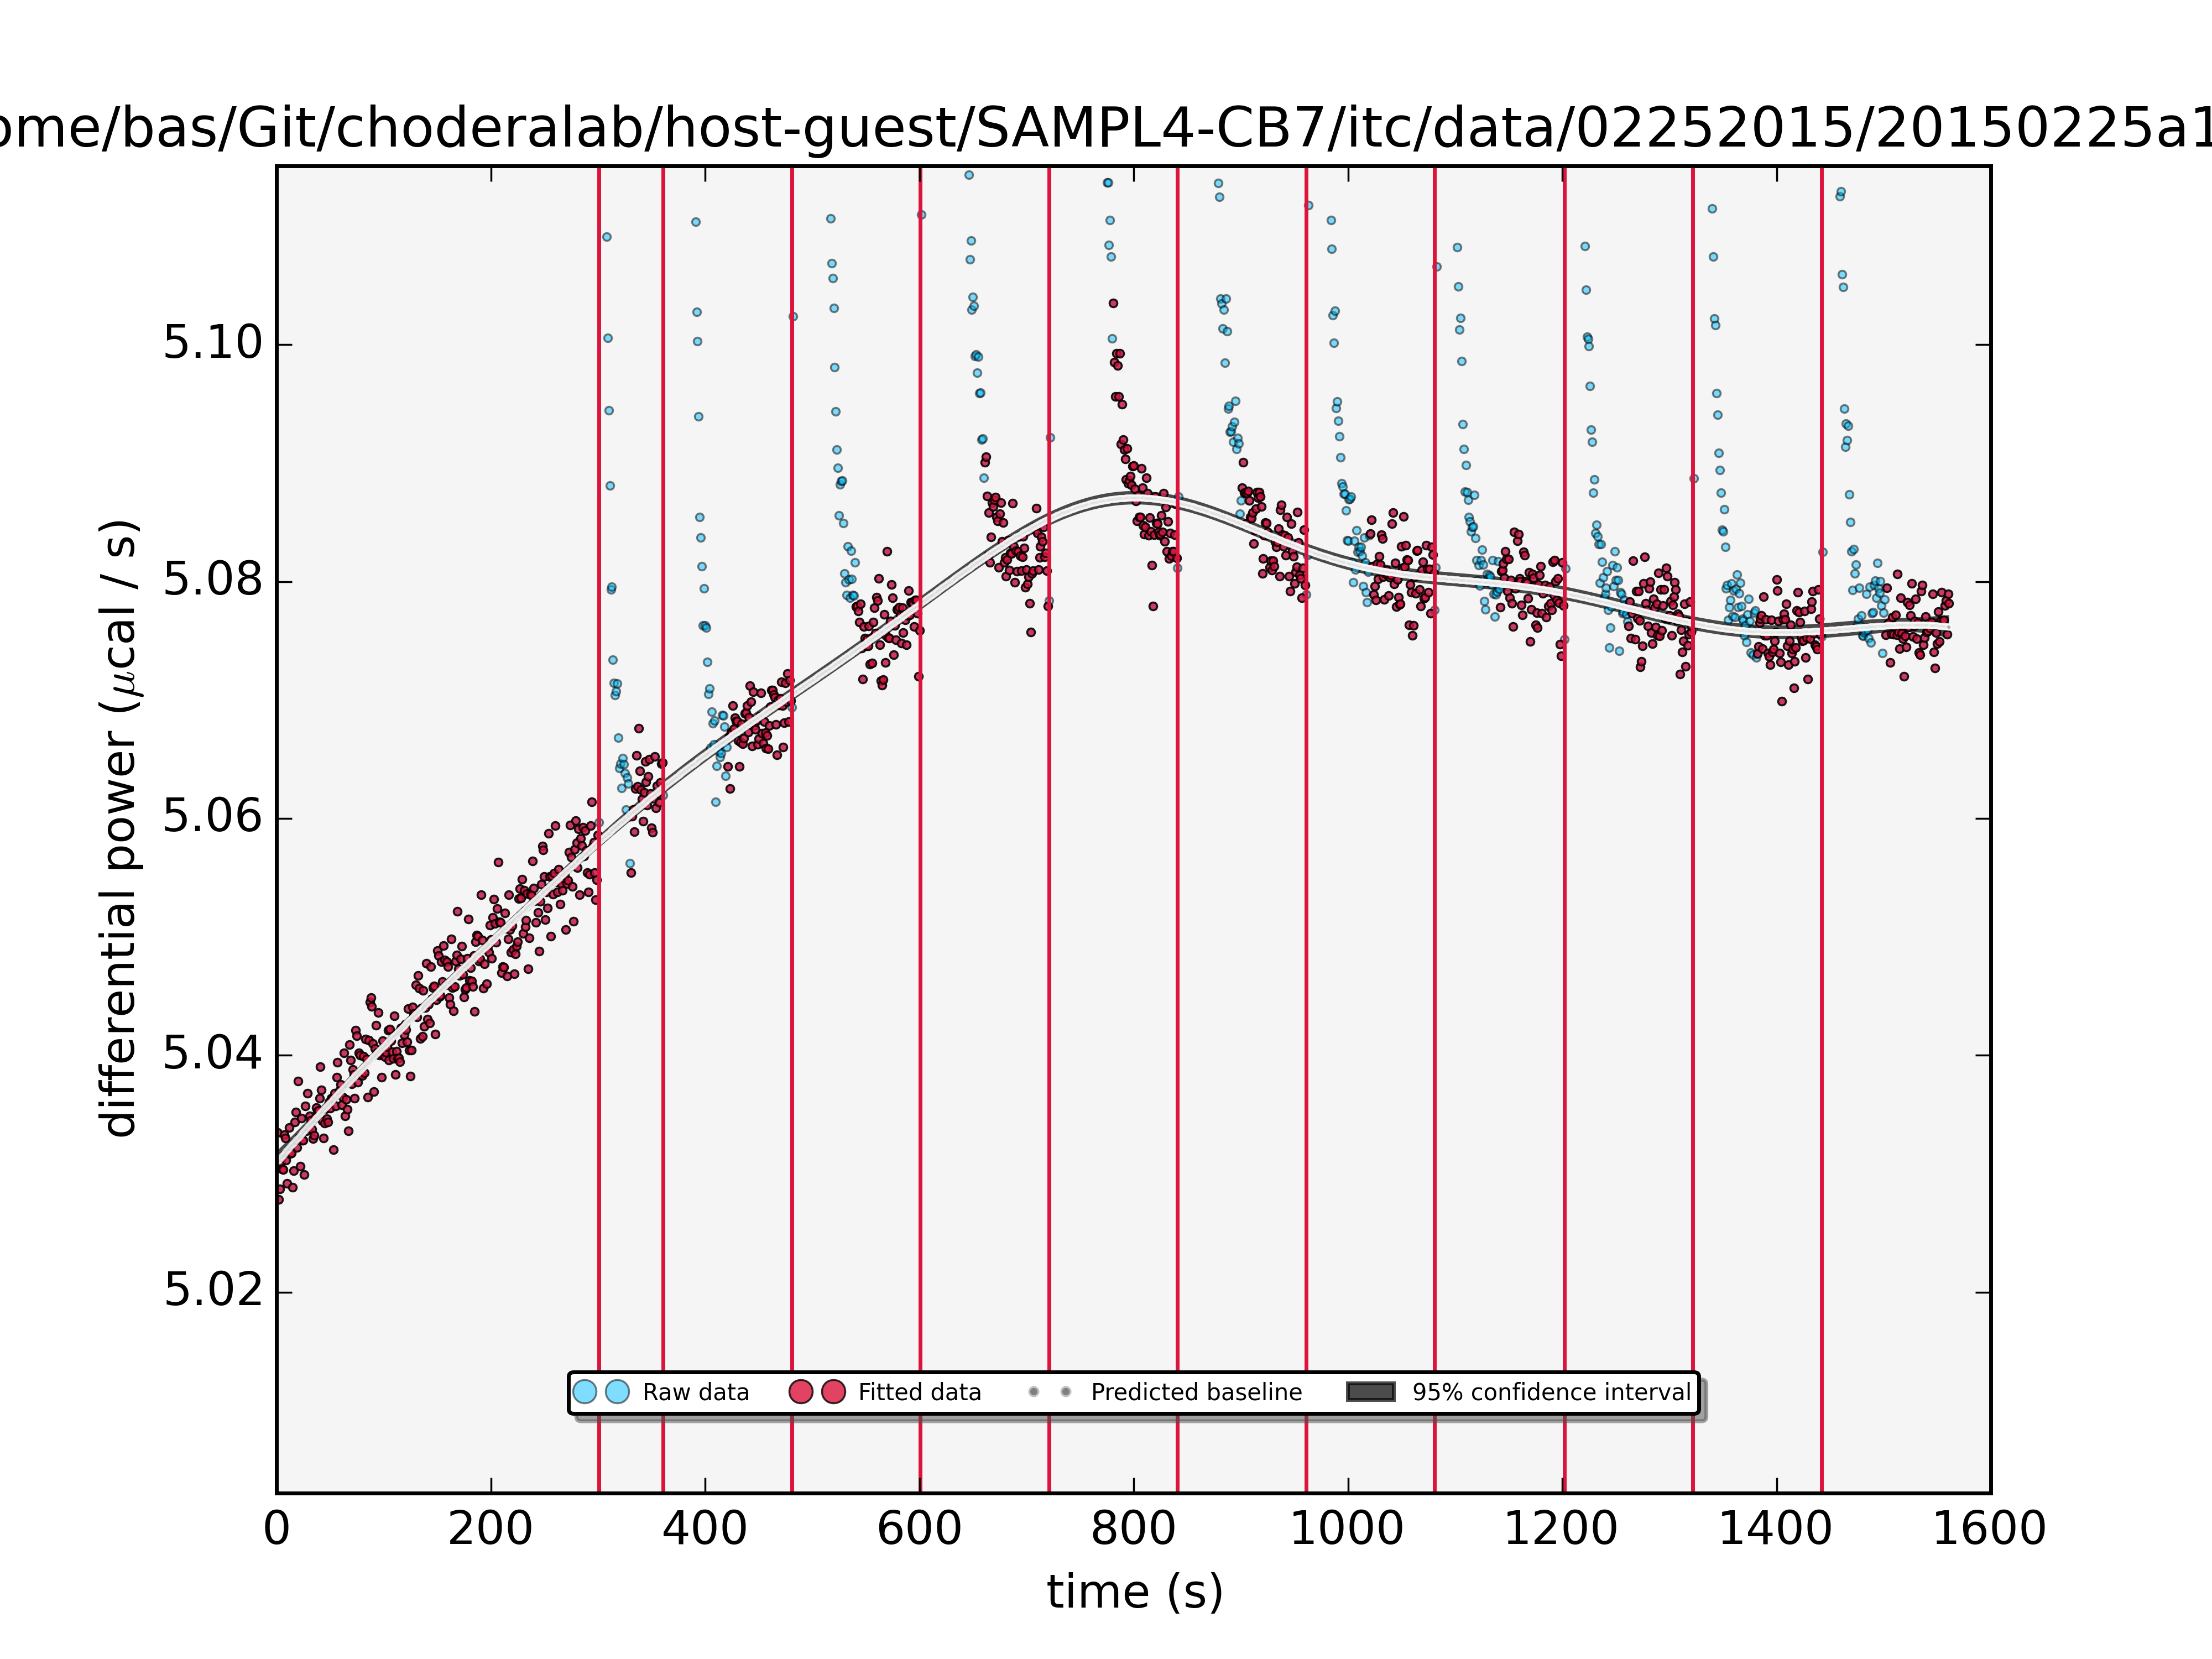 ome/bas/Git/choderalab/host-guest/SAMPL4-CB7/itc/data/02252015/20150225a1
differential power (μcal / s)
5.10
5.08
5.06
5.04
5.02
Raw data Fitted data Predicted baseline 95% confidence interval
0 200 400 600 800 1000 1200 1400 1600
time (s)